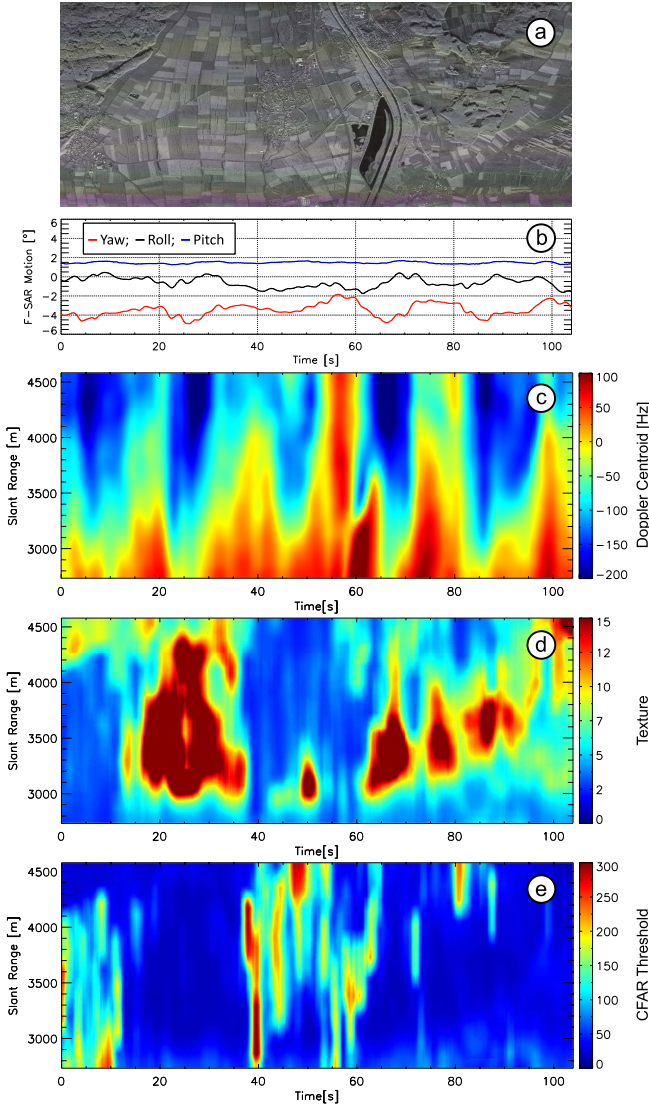 a
6
4
2
0
−2
−4
−6
F−SAR Motion [°]
Yaw; Roll; Pitch
b
0 20 40 60 80 100
Time [s]
4500
4000
3500
3000
Slant Range [m]
c
0 20 40 60 80 100
Time[s]
100
50
0
−50
−100
−150
−200
Doppler Centroid [Hz]
4500
4000
3500
3000
Slant Range [m]
d
0 20 40 60 80 100
Time[s]
15
13
12
10
9
7
5
4
2
0
Texture
4500
4000
3500
3000
Slant Range [m]
e
0 20 40 60 80 100
Time[s]
300
250
200
150
100
50
0
CFAR Threshold